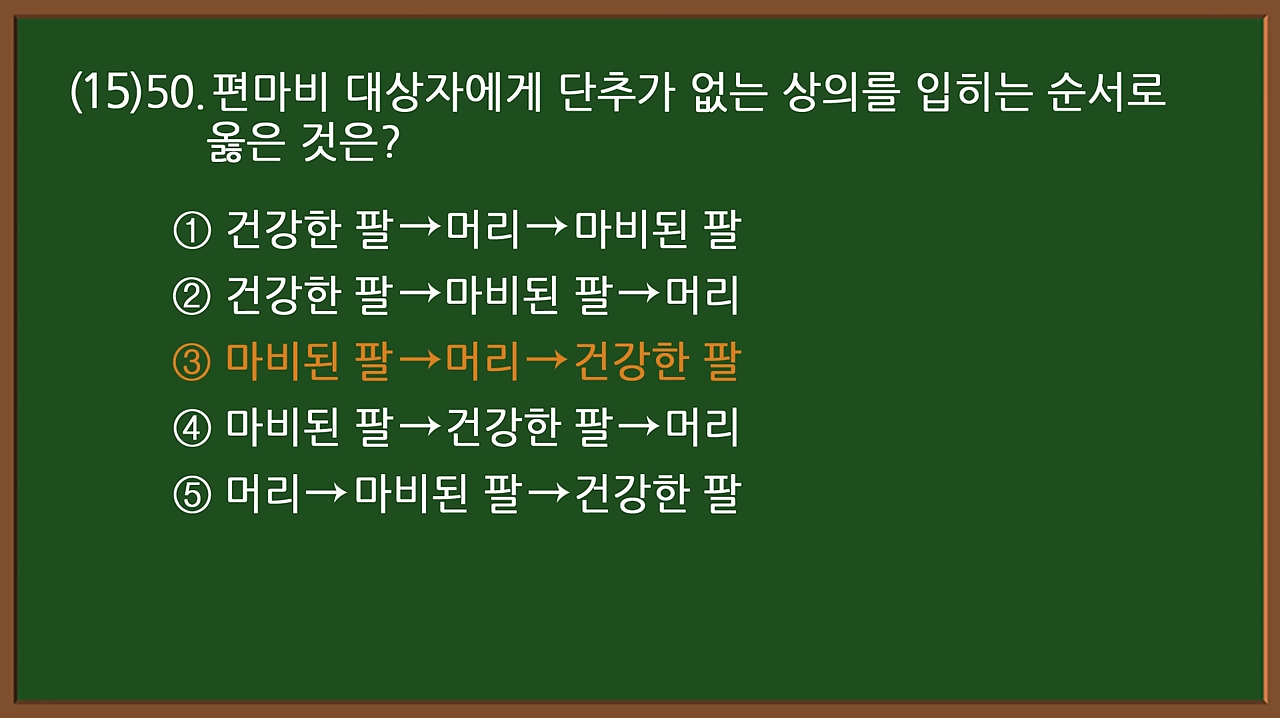 (15)50. 편마비 대상자에게 단추가 없는 상의를 입히는 순서로
옳은 것은?
① 건강한 팔→머리→마비된 팔
② 건강한 팔→마비된 팔→머리
③ 마비된 팔→머리→건강한 팔
④ 마비된 팔→건강한 팔→머리
⑤ 머리→마비된 팔→건강한 팔